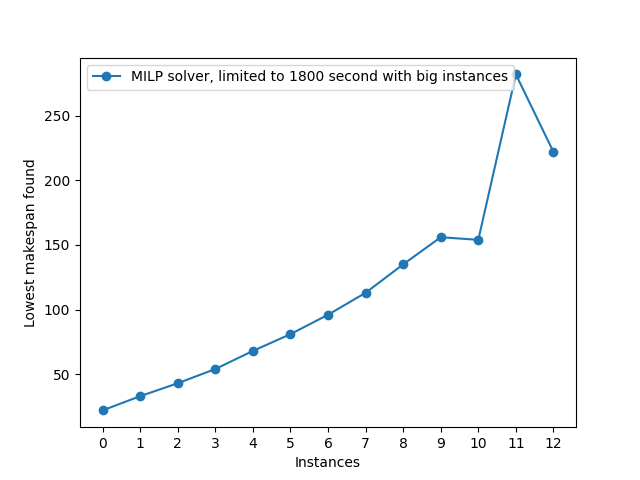 MILP solver, limited to 1800 second with big instances
250
200
150
100
50
Lowest makespan found
0 1 2 3 4 5 6 7 8 9 10 11 12
Instances